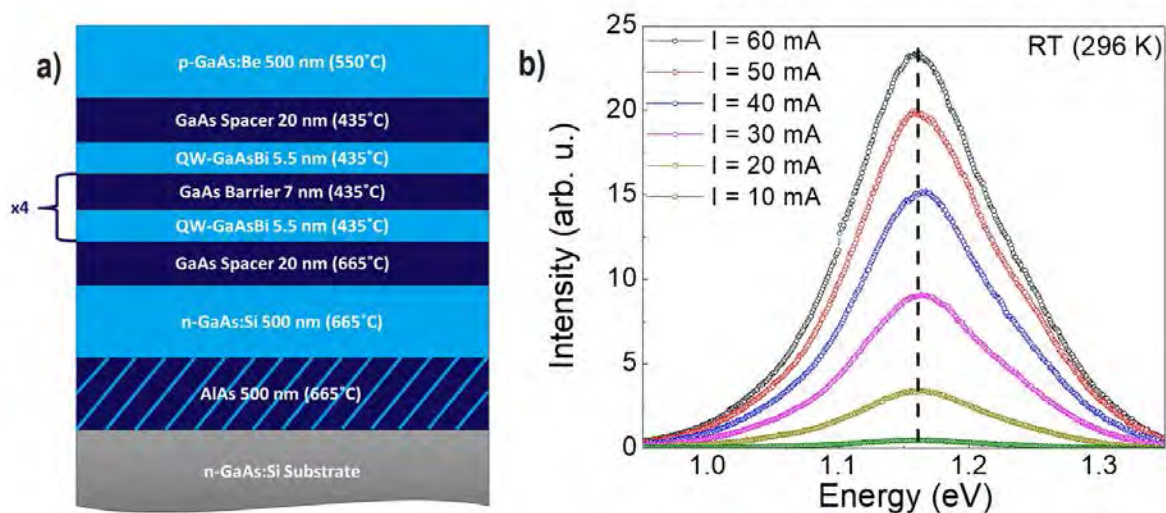 a)
p-GaAs:Be 500 nm (550˚C)
GaAs Spacer 20 nm (435˚C)
QW-GaAsBi 5.5 nm (435˚C)
x4
GaAs Barrier 7 nm (435˚C)
QW-GaAsBi 5.5 nm (435˚C)
GaAs Spacer 20 nm (665˚C)
n-GaAs:Si 500 nm (665˚C)
AlAs 500 nm (665˚C)
n-GaAs:Si Substrate
b)
I = 60 mA
I = 50 mA
I = 40 mA
I = 30 mA
I = 20 mA
I = 10 mA
RT (296 K)
Intensity (arb. u.)
25
20
15
10
5
0
1.0 1.1 1.2 1.3
Energy (eV)